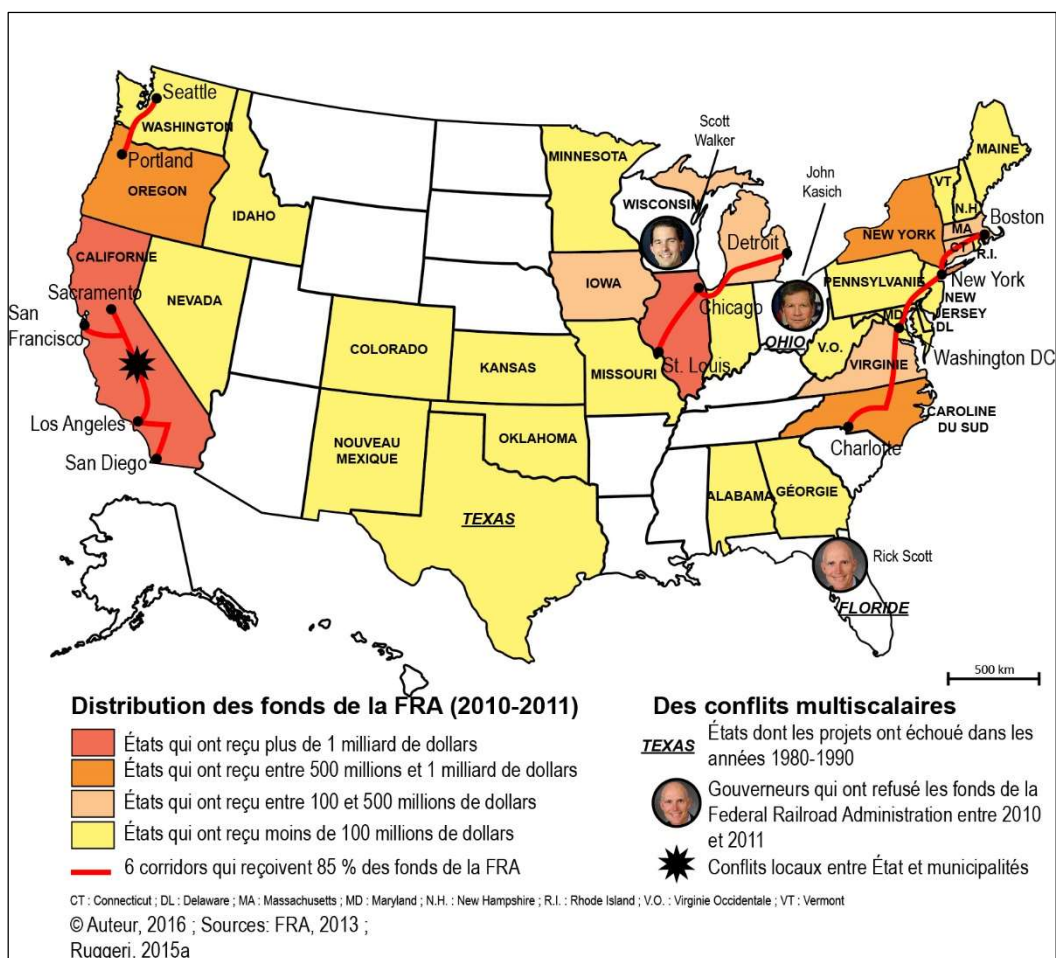 Seattle
WASHINGTON
Portland
OREGON
IDAHO
CALIFORNIE
Sacramento
San
Francisco
NEVADA
Los Angeles
San Diego
COLORADO
NOUVEAU
MEXIQUE
KANSAS
OKLAHOMA
TEXAS
MINNESOTA
IOWA
MISSOURI
Scott
Walker
WISCONSIN
John
Kasich
Detroit
Chicago
St. Louis
OHIO
MAINE
VT
N.H
Boston
MA
CT
R.I.
NEW YORK
New York
PENNSYLVANIE
NEW
JERSEY
MD
DL
Washington DC
V.O.
VIRGINIE
CAROLINE
DU SUD
Charlotte
ALABAMA
GÉORGIE
Rick Scott
FLORIDE
500 km
Distribution des fonds de la FRA (2010-2011)
États qui ont reçu plus de 1 milliard de dollars
États qui ont reçu entre 500 millions et 1 milliard de dollars
États qui ont reçu entre 100 et 500 millions de dollars
États qui ont reçu moins de 100 millions de dollars
6 corridors qui reçoivent 85 % des fonds de la FRA
Des conflits multiscalaires
TEXAS
États dont les projets ont échoué dans les
années 1980-1990
Gouverneurs qui ont refusé les fonds de la
Federal Railroad Administration entre 2010
et 2011
Conflits locaux entre État et municipalités
CT : Connecticut ; DL : Delaware ; MA : Massachusetts ; MD : Maryland ; N.H. : New Hampshire ; R.I. : Rhode Island ; V.O. : Virginie Occidentale ; VT : Vermont
© Auteur, 2016 ; Sources: FRA, 2013 ;
Ruggeri, 2015a